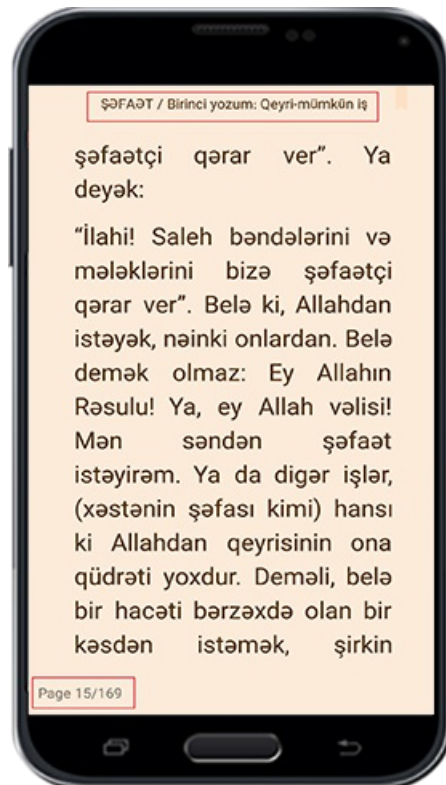 ŞƏFAƏT / Birinci yozum: Qeyri-mümkün iş
şəfaətçi qərar ver”. Ya
deyək:
“İlahi! Saleh bəndələrini və
mələklərini bizə şəfaətçi
qərar ver”. Belə ki, Allahdan
istəyək, nəinki onlardan. Belə
demək olmaz: Ey Allahın
Rəsulu! Ya, ey Allah vəlisi!
Mən səndən şəfaət
istəyirəm. Ya da digər işlər,
(xəstənin şəfası kimi) hansı
ki Allahdan qeyrisinin ona
qüdrəti yoxdur. Deməli, belə
bir hacəti bərzəxdə olan bir
kəsdən istəmək, şirkin
Page 15/169